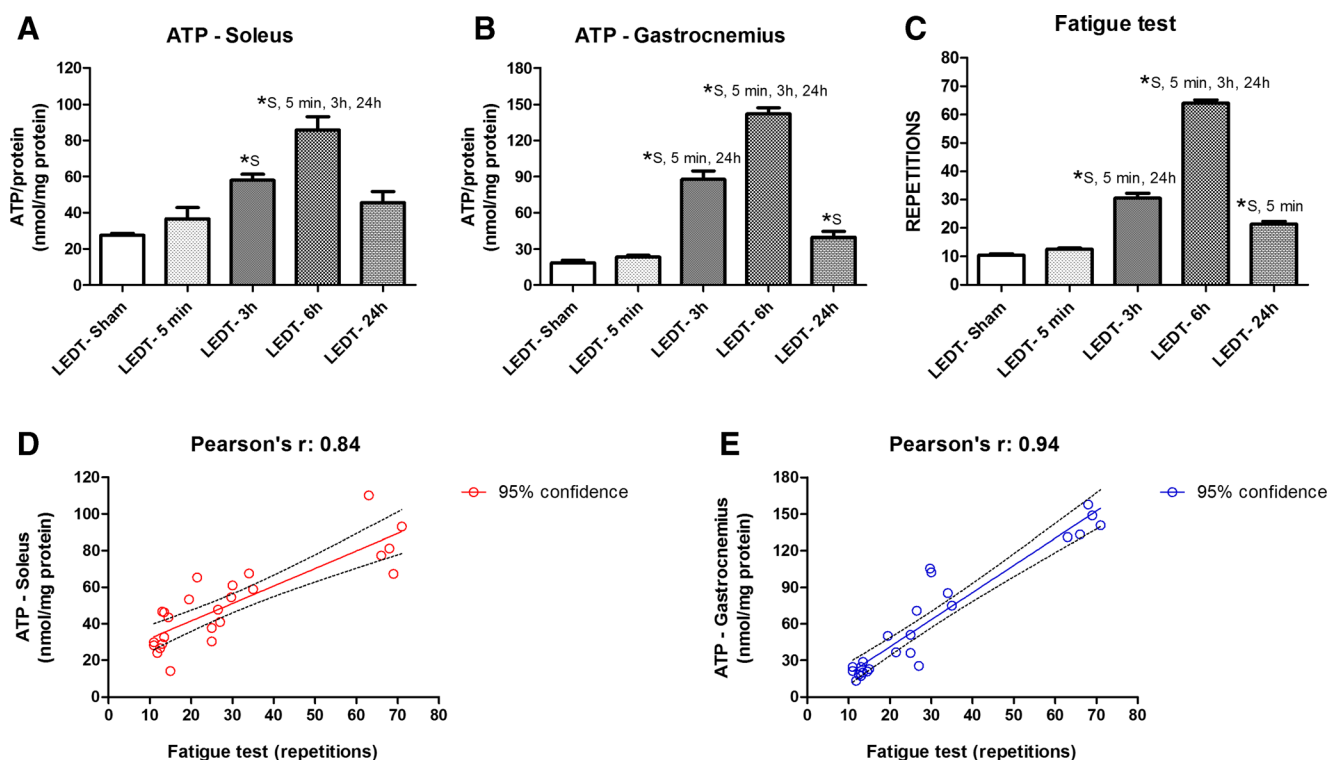 A
ATP - Soleus
ATP/protein
(nmol/mg protein)
120
100
80
60
40
20
0
*S
*S, 5 min, 3h, 24h
LEDT- Sham
LEDT- 5 min
LEDT- 3h
LEDT- 6h
LEDT- 24h
B
ATP - Gastrocnemius
ATP/protein
(nmol/mg protein)
180
150
120
90
60
30
0
*S, 5 min, 24h
*S, 5 min, 3h, 24h
*S
LEDT- Sham
LEDT- 5 min
LEDT- 3h
LEDT- 6h
LEDT- 24h
C
Fatigue test
REPETITIONS
80
70
60
50
40
30
20
10
0
*S, 5 min, 24h
*S, 5 min, 3h, 24h
*S, 5 min
LEDT- Sham
LEDT- 5 min
LEDT- 3h
LEDT- 6h
LEDT- 24h
D
Pearson's r: 0.84
ATP - Soleus
(nmol/mg protein)
120
100
80
60
40
20
0
0 10 20 30 40 50 60 70 80
Fatigue test (repetitions)
95% confidence
E
Pearson's r: 0.94
ATP - Gastrocnemius
(nmol/mg protein)
180
150
120
90
60
30
0
0 10 20 30 40 50 60 70 80
Fatigue test (repetitions)
95% confidence